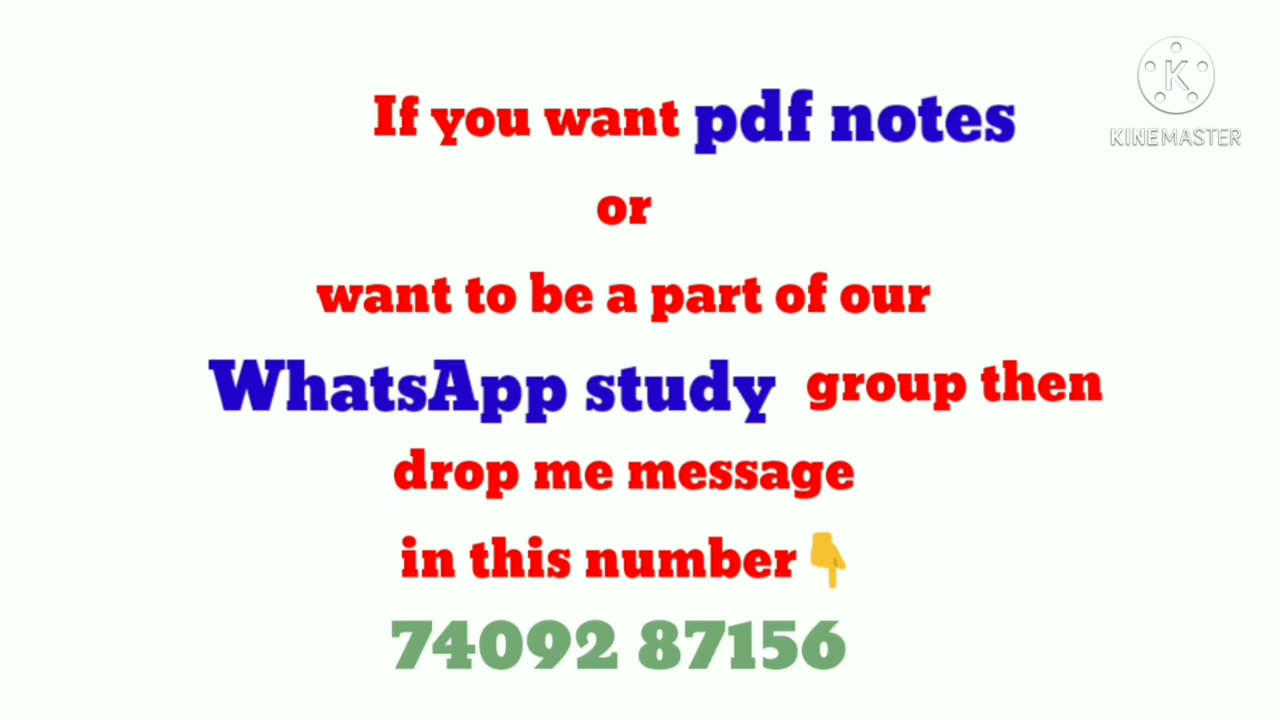 If you want pdf notes
K
KINEMASTER
or
want to be a part of our
WhatsApp study group then
drop me message
in this number👇
74092 87156